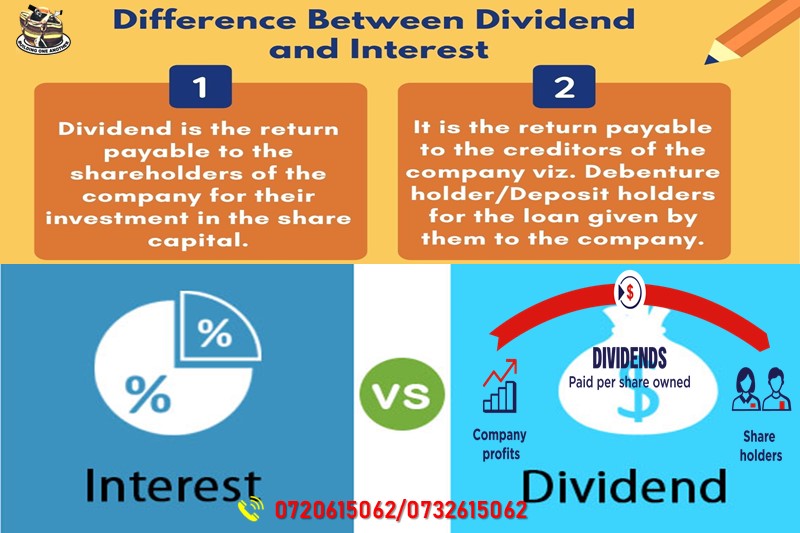 Difference Between Dividend
and Interest
BUILDING ONE ANOTHER
1
Dividend is the return
payable to the
shareholders of the
company for their
investment in the share
capital.
2
It is the return payable
to the creditors of the
company viz. Debenture
holder/Deposit holders
for the loan given by
them to the company.
%
%
Interest
VS
$
DIVIDENDS
Paid per share owned
$
Company
profits
Share
holders
Dividend
0720615062/0732615062